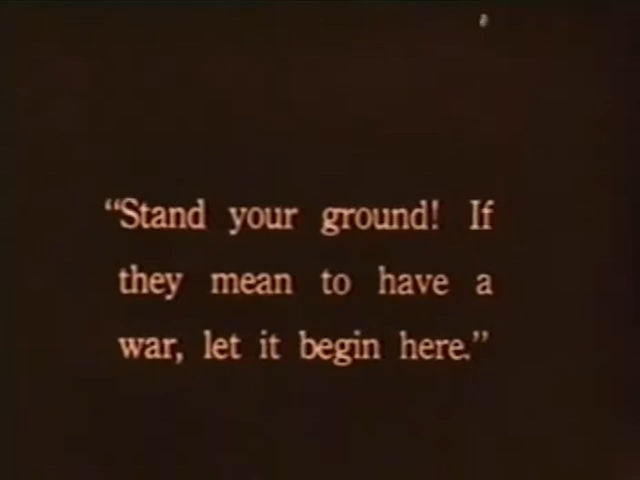 “Stand your ground! If
they mean to have a
war, let it begin here.”